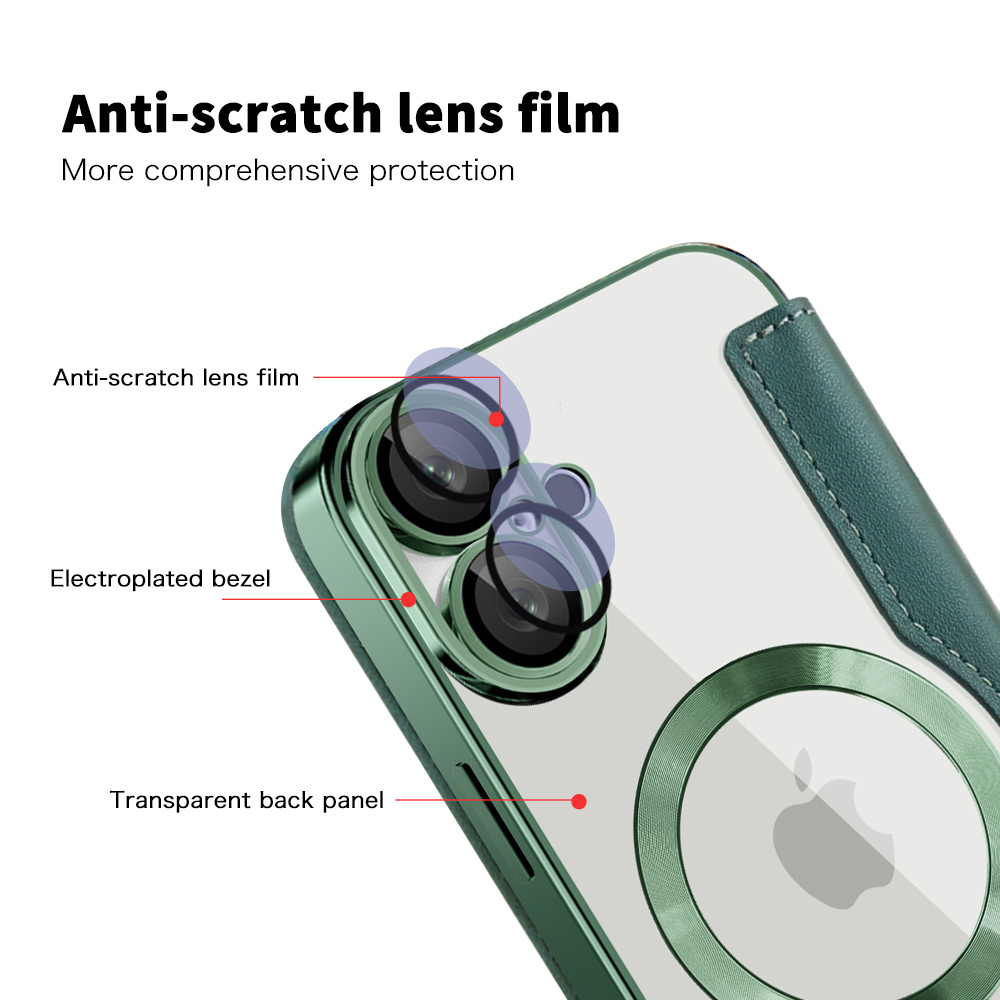 Anti-scratch lens film
More comprehensive protection
Anti-scratch lens film
Electroplated bezel
Transparent back panel